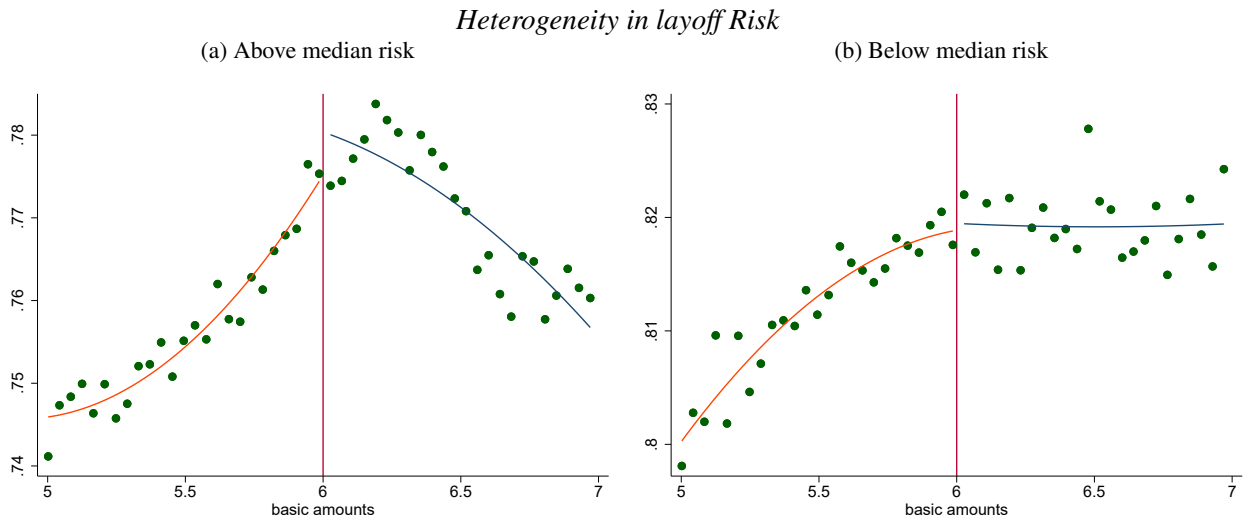 Heterogeneity in layoff Risk
(a) Above median risk
.78
.77
.76
.75
.74
5 5.5 6 6.5 7
basic amounts
(b) Below median risk
.83
.82
.81
.8
5 5.5 6 6.5 7
basic amounts